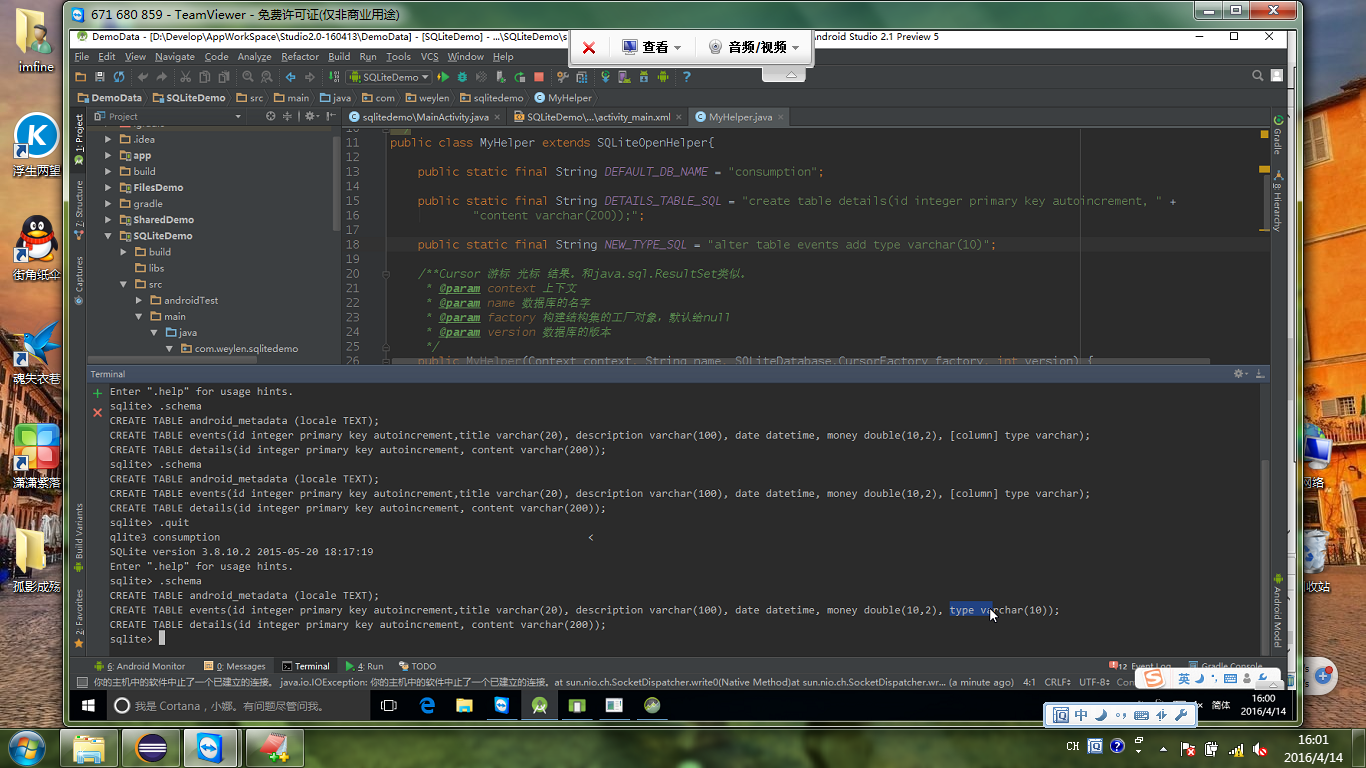 671 680 859 - TeamViewer - 免费许可证(仅非商业用途)
DemoData - [D:\Develop\AppWorkSpace\Studio2.0-160413\DemoData] - [SQLiteDemo] - ...\SQLiteDemo\s
ndroid Studio 2.1 Preview 5
查看
音频/视频
File Edit View Navigate Code Analyze Refactor Build Run Tools VCS Window Help
SQLiteDemo
DemoData SQLiteDemo src main java com weylen sqlitedemo MyHelper
Project
sqlitedemo\MainActivity.java
SQLiteDemo\...\activity_main.xml
MyHelper.java
1: Project
7: Structure
Captures
Build Variants
2: Favorites
Gradle
8: Hierarchy
Android Model
.idea
app
build
FilesDemo
gradle
SharedDemo
SQLiteDemo
build
libs
src
androidTest
main
java
com.weylen.sqlitedemo
11 public class MyHelper extends SQLiteOpenHelper{
12
13 public static final String DEFAULT_DB_NAME = "consumption";
14
15 public static final String DETAILS_TABLE_SQL = "create table details(id integer primary key autoincrement, " +
16 "content varchar(200));";
17
18 public static final String NEW_TYPE_SQL = "alter table events add type varchar(10)";
19
20 /**Cursor 游标 光标 结果，和java.sql.ResultSet类似，
21 * @param context 上下文
22 * @param name 数据库的名字
23 * @param factory 构建结构集的工厂对象，默认给null
24 * @param version 数据库的版本
25 */
26 public MyHelper(Context context, String name, SQLiteDatabase.CursorFactory factory, int version) {
Terminal
Enter ".help" for usage hints.
sqlite> .schema
CREATE TABLE android_metadata (locale TEXT);
CREATE TABLE events(id integer primary key autoincrement,title varchar(20), description varchar(100), date datetime, money double(10,2), [column] type varchar);
CREATE TABLE details(id integer primary key autoincrement, content varchar(200));
sqlite> .schema
CREATE TABLE android_metadata (locale TEXT);
CREATE TABLE events(id integer primary key autoincrement,title varchar(20), description varchar(100), date datetime, money double(10,2), [column] type varchar);
CREATE TABLE details(id integer primary key autoincrement, content varchar(200));
sqlite> .quit
qlite3 consumption <
SQLite version 3.8.10.2 2015-05-20 18:17:19
Enter ".help" for usage hints.
sqlite> .schema
CREATE TABLE android_metadata (locale TEXT);
CREATE TABLE events(id integer primary key autoincrement,title varchar(20), description varchar(100), date datetime, money double(10,2), type varchar(10));
CREATE TABLE details(id integer primary key autoincrement, content varchar(200));
sqlite>
6: Android Monitor 0: Messages Terminal 4: Run TODO
12 Event Log Gradle Console
你的主机中的软件中止了一个已建立的连接。 java.io.IOException: 你的主机中的软件中止了一个已建立的连接。 at sun.nio.ch.SocketDispatcher.write0(Native Method)at sun.nio.ch.SocketDispatcher.wr... (a minute ago) 4:1 CRLF÷ UTF-8÷ Con
英
我是 Cortana，小娜。有问题尽管问我。
简体
16:00
2016/4/14
中
imfine
浮生两望
街角纸伞
魂失衣巷
潇潇紫落
孤影成殇
网络
收站
CH
16:01
2016/4/14